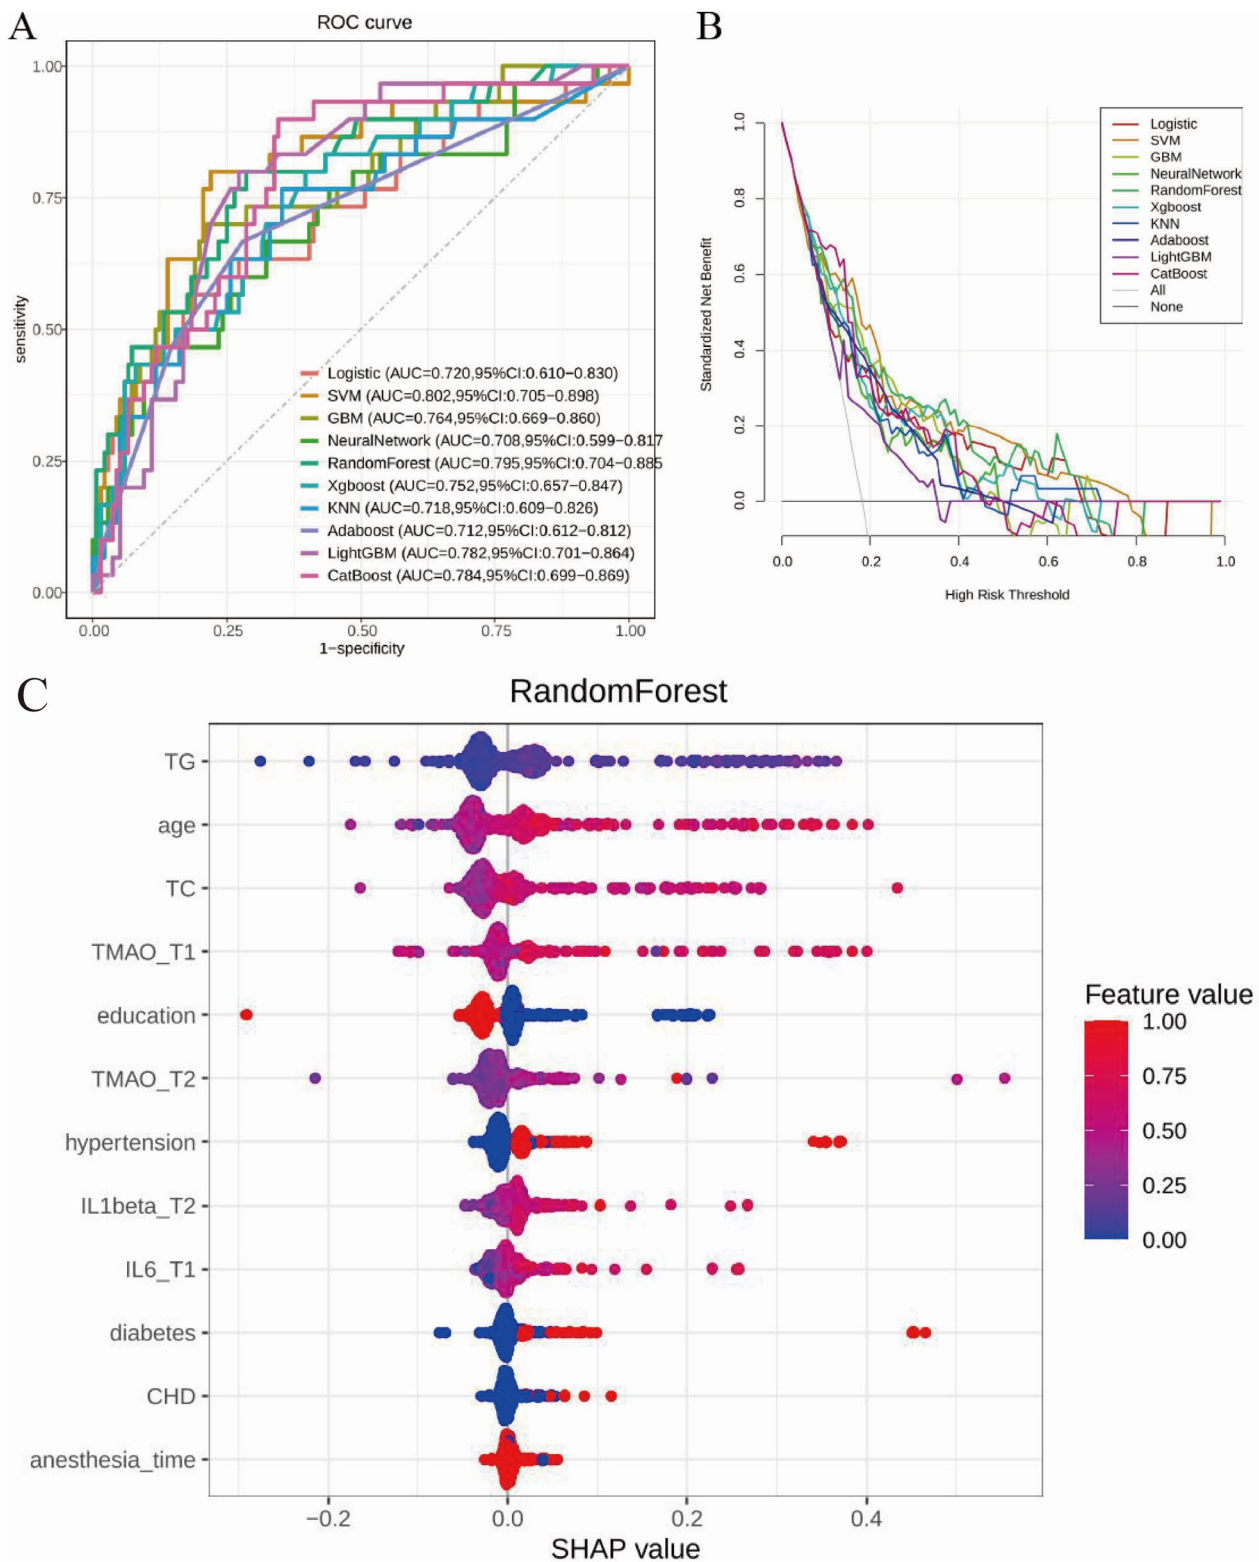 A
ROC curve
1.00
0.75
0.50
0.25
0.00
sensitivity
Logistic (AUC=0.720,95%CI:0.610−0.830)
SVM (AUC=0.802,95%CI:0.705−0.898)
GBM (AUC=0.764,95%CI:0.669−0.860)
NeuralNetwork (AUC=0.708,95%CI:0.599−0.817
RandomForest (AUC=0.795,95%CI:0.704−0.885
Xgboost (AUC=0.752,95%CI:0.657−0.847)
KNN (AUC=0.718,95%CI:0.609−0.826)
Adaboost (AUC=0.712,95%CI:0.612−0.812)
LightGBM (AUC=0.782,95%CI:0.701−0.864)
CatBoost (AUC=0.784,95%CI:0.699−0.869)
0.00 0.25 0.50 0.75 1.00
1−specificity
B
1.0
0.8
0.6
0.4
0.2
0.0
Standardized Net Benefit
Logistic
SVM
GBM
NeuralNetwork
RandomForest
Xgboost
KNN
Adaboost
LightGBM
CatBoost
All
None
0.0 0.2 0.4 0.6 0.8 1.0
High Risk Threshold
C
RandomForest
TG
age
TC
TMAO_T1
education
TMAO_T2
hypertension
IL1beta_T2
IL6_T1
diabetes
CHD
anesthesia_time
−0.2 0.0 0.2 0.4
SHAP value
Feature value
1.00
0.75
0.50
0.25
0.00